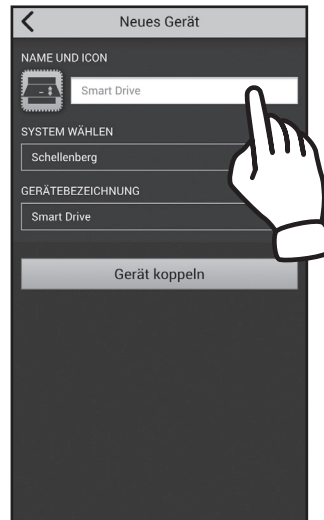 Neues Gerät
NAME UND ICON
Smart Drive
SYSTEM WÄHLEN
Schellenberg
GERÄTEBEZEICHNUNG
Smart Drive
Gerät koppeln